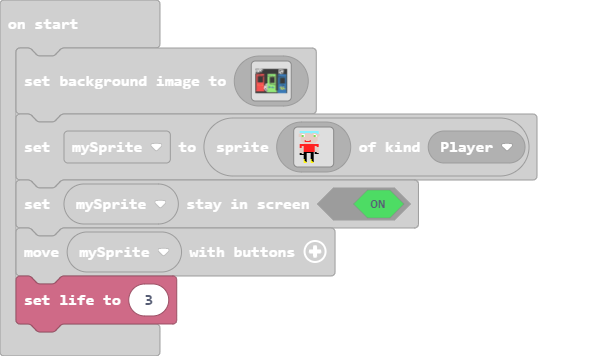 on start
set background image to
set mySprite to sprite of kind Player
set mySprite stay in screen ON
move mySprite with buttons
set life to 3